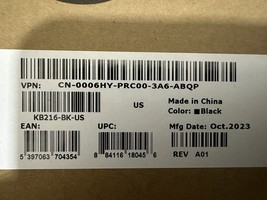 VPN: CN-0006HY-PRC00-3A6-ABQP
US
Made in China
Color: ■Black
KB216-BK-US
EAN:
UPC:
Mfg Date: Oct.2023
5 397063 704354
8 84116 18045 6
REV A01